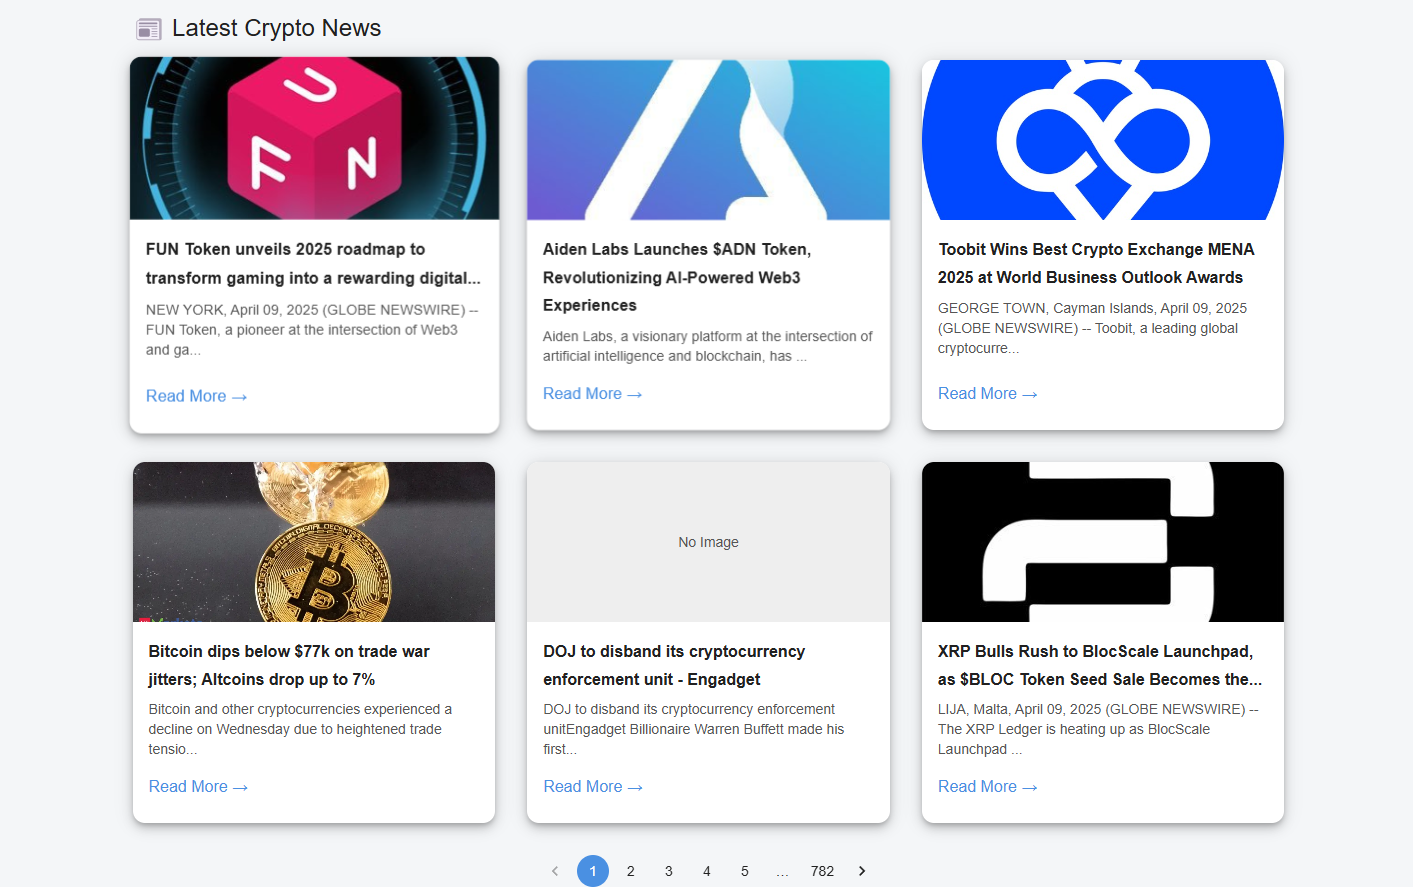 Latest Crypto News
U
F N
FUN Token unveils 2025 roadmap to
transform gaming into a rewarding digital...
NEW YORK, April 09, 2025 (GLOBE NEWSWIRE) --
FUN Token, a pioneer at the intersection of Web3
and ga...
Read More →
Aiden Labs Launches $ADN Token,
Revolutionizing AI-Powered Web3
Experiences
Aiden Labs, a visionary platform at the intersection of
artificial intelligence and blockchain, has ...
Read More →
Toobit Wins Best Crypto Exchange MENA
2025 at World Business Outlook Awards
GEORGE TOWN, Cayman Islands, April 09, 2025
(GLOBE NEWSWIRE) -- Toobit, a leading global
cryptocurre...
Read More →
Bitcoin dips below $77k on trade war
jitters; Altcoins drop up to 7%
Bitcoin and other cryptocurrencies experienced a
decline on Wednesday due to heightened trade
tensio...
Read More →
No Image
DOJ to disband its cryptocurrency
enforcement unit - Engadget
DOJ to disband its cryptocurrency enforcement
unitEngadget Billionaire Warren Buffett made his
first...
Read More →
XRP Bulls Rush to BlocScale Launchpad,
as $BLOC Token Seed Sale Becomes the...
LIJA, Malta, April 09, 2025 (GLOBE NEWSWIRE) --
The XRP Ledger is heating up as BlocScale
Launchpad ...
Read More →
‹ 1 2 3 4 5 ... 782 ›